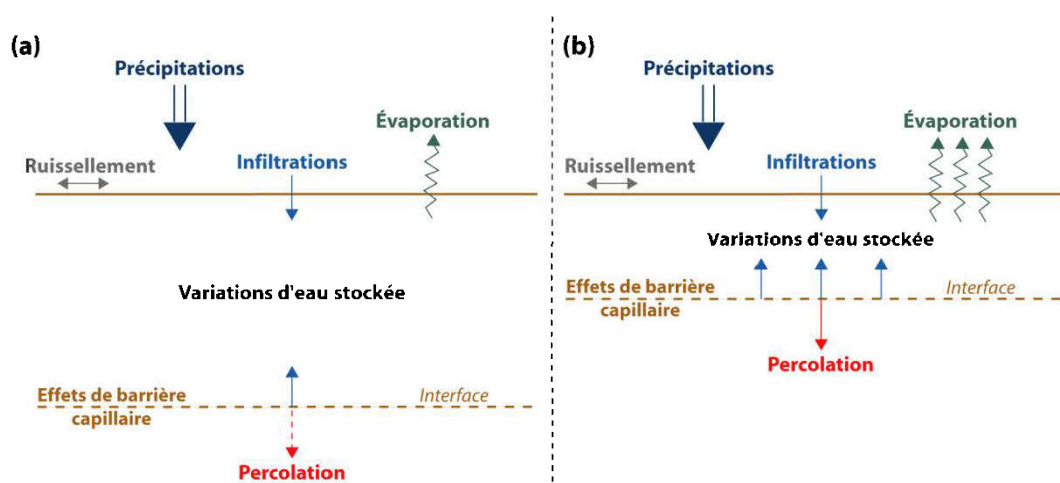 (a)
Précipitations
Évaporation
Ruissellement
Infiltrations
Variations d'eau stockée
Effets de barrière
capillaire
Interface
Percolation
(b)
Précipitations
Évaporation
Ruissellement
Infiltrations
Variations d'eau stockée
Effets de barrière
capillaire
Interface
Percolation